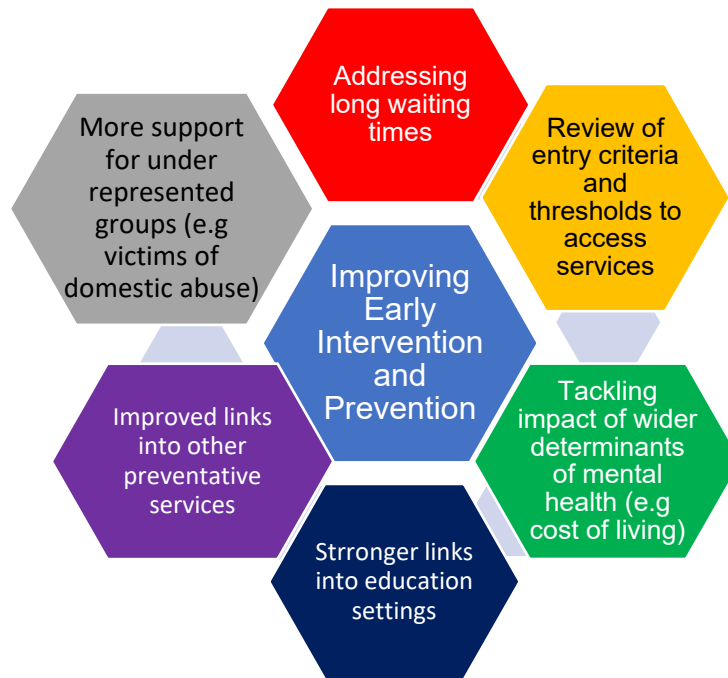 Addressing
long waiting
times
Review of
entry criteria
and
thresholds to
access
services
Tackling
impact of wider
determinants
of mental
health (e.g
cost of living)
Strronger links
into education
settings
Improved links
into other
preventative
services
More support
for under
represented
groups (e.g
victims of
domestic abuse)
Improving
Early
Intervention
and
Prevention